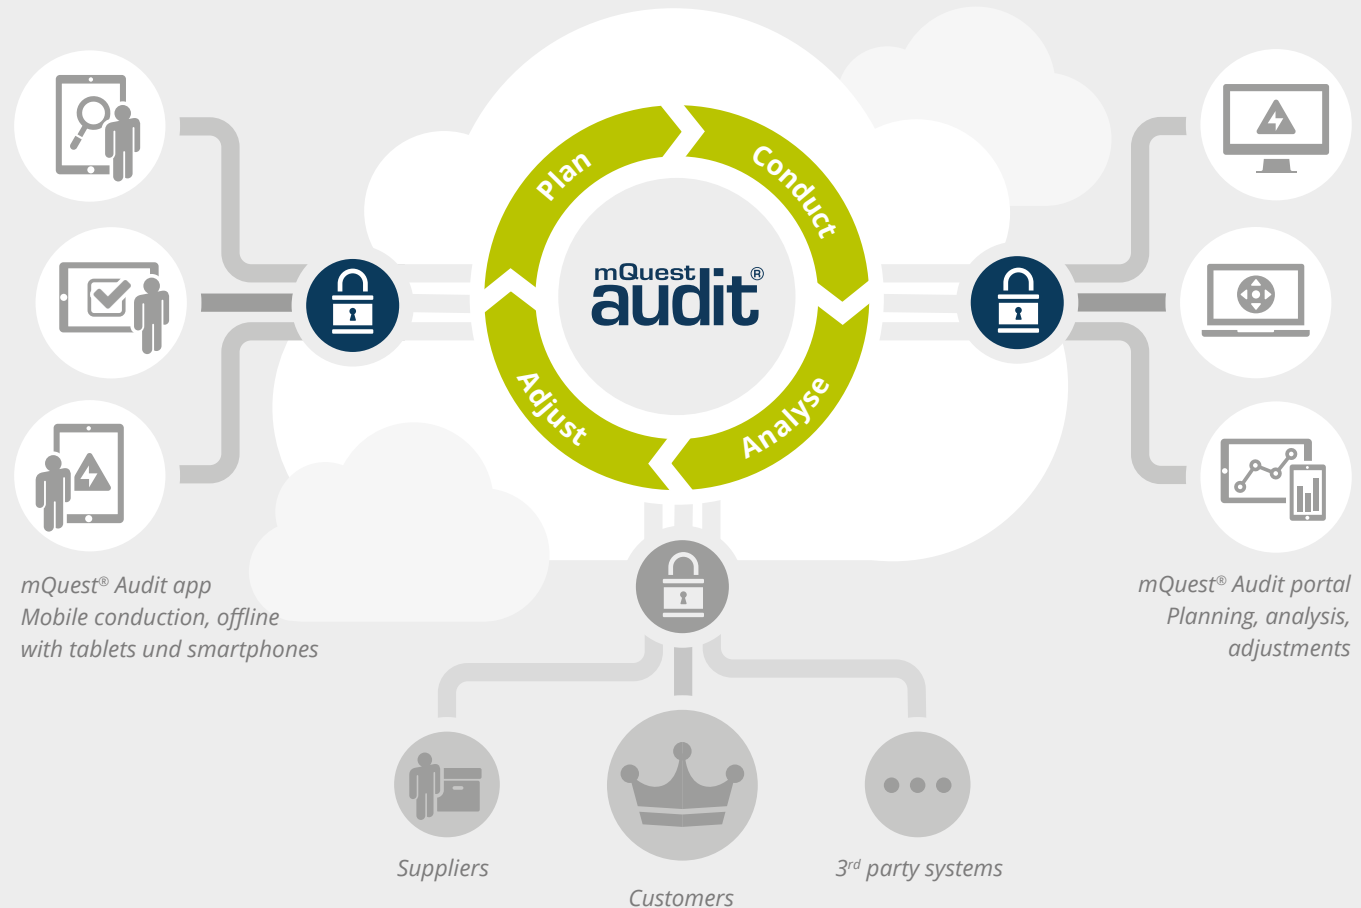 Plan
Conduct
mQuest®
audit
Adjust
Analyse
mQuest® Audit app
Mobile conduction, offline
with tablets und smartphones
mQuest® Audit portal
Planning, analysis,
adjustments
Suppliers
Customers
3rd party systems